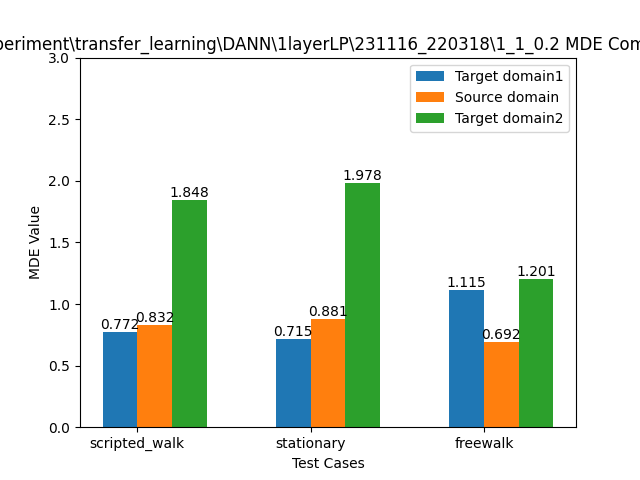 periment\transfer_learning\DANN\1layerLP\231116_220318\1_1_0.2 MDE Com
3.0
2.5
2.0
1.5
1.0
0.5
0.0
MDE Value
Target domain1
Source domain
Target domain2
0.772
0.832
1.848
0.715
0.881
1.978
1.115
0.692
1.201
scripted_walk
stationary
freewalk
Test Cases